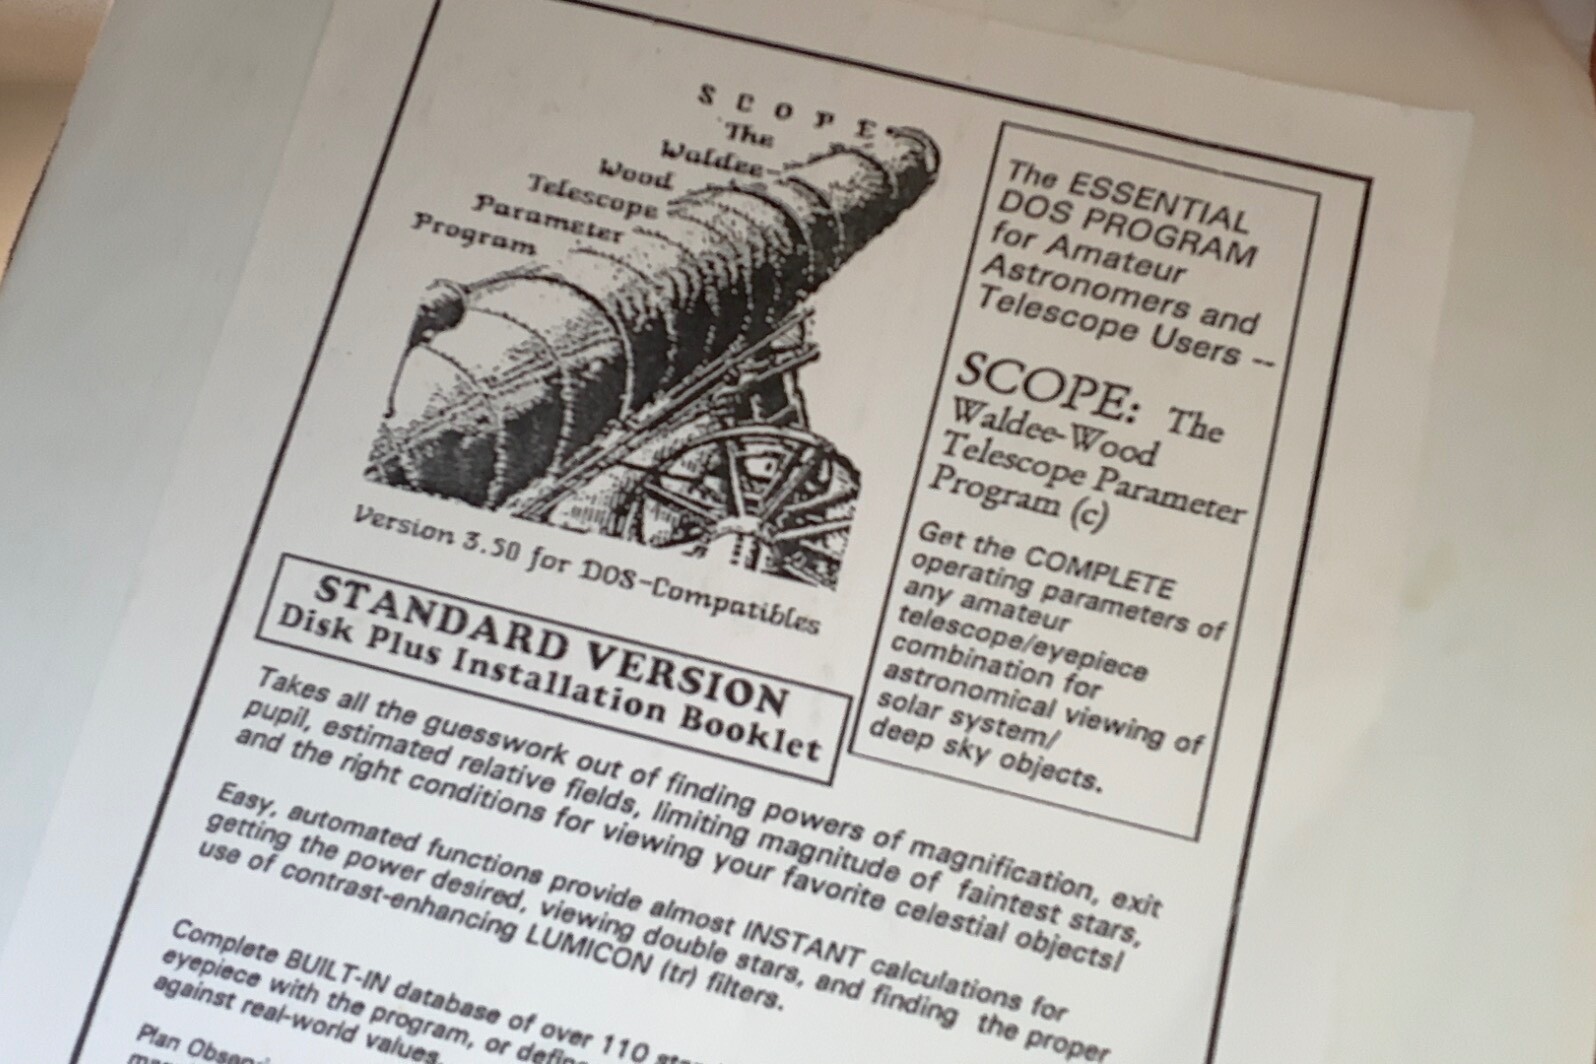 SCOPE
The
Waldee-
Wood
Telescope
Parameter
Program
Version 3.50 for DOS-Compatibles
STANDARD VERSION
Disk Plus Installation Booklet
The ESSENTIAL
DOS PROGRAM
for Amateur
Astronomers and
Telescope Users --
SCOPE: The
Waldee-Wood
Telescope Parameter
Program (c)
Get the COMPLETE
operating parameters of
any amateur
telescope/eyepiece
combination for
astronomical viewing of
solar system/
deep sky objects.
Takes all the guesswork out of finding powers of magnification, exit
pupil, estimated relative fields, limiting magnitude of faintest stars,
and the right conditions for viewing your favorite celestial objects!
Easy, automated functions provide almost INSTANT calculations for
getting the power desired, viewing double stars, and finding the proper
use of contrast-enhancing LUMICON (tr) filters.
Complete BUILT-IN database of over 110
eyepiece with the program, or
against real-world values.
Plan